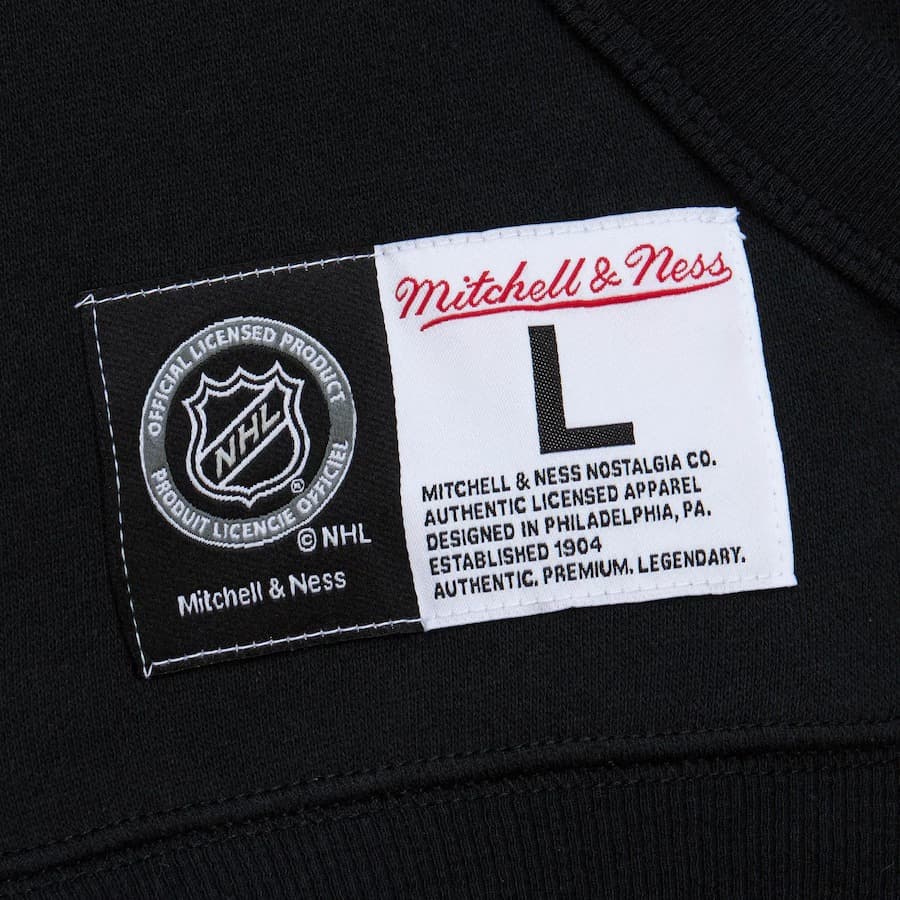 OFFICIAL LICENSED PRODUCT
NHL
®
PRODUIT LICENCIE OFFICIEL
© NHL
Mitchell & Ness
Mitchell & Ness
L
MITCHELL & NESS NOSTALGIA CO.
AUTHENTIC LICENSED APPAREL
DESIGNED IN PHILADELPHIA, PA.
ESTABLISHED 1904
AUTHENTIC. PREMIUM. LEGENDARY.